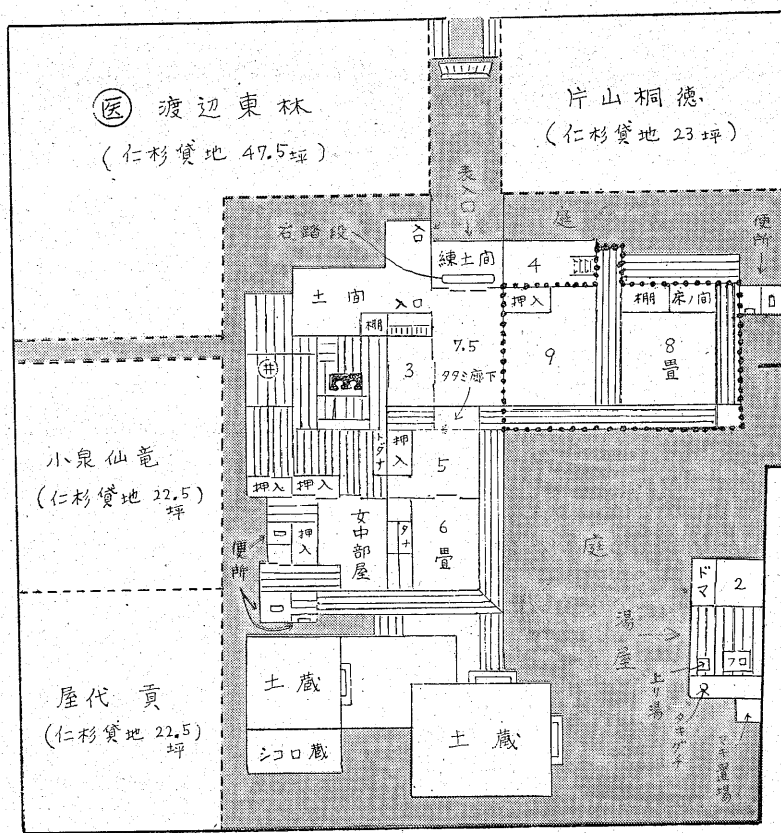 医 渡辺東林
(仁杉貸地 47.5坪)
片山桐徳
(仁杉貸地 23坪)
表入口
庭
便所
沓踏段
入口
練土間
4
土間
入口
押入
棚
床ノ間
棚
井
3
7.5
タタミ廊下
9
8畳
小泉仙竜
(仁杉貸地 22.5)
坪
トダナ
押入
5
押入
押入
女中部屋
タナ
6畳
便所
押入
庭
ドマ
2
湯屋
フロ
上り湯
タキグチ
マキ置場
屋代 貢
(仁杉貸地 22.5)
坪
土蔵
土蔵
シコロ蔵